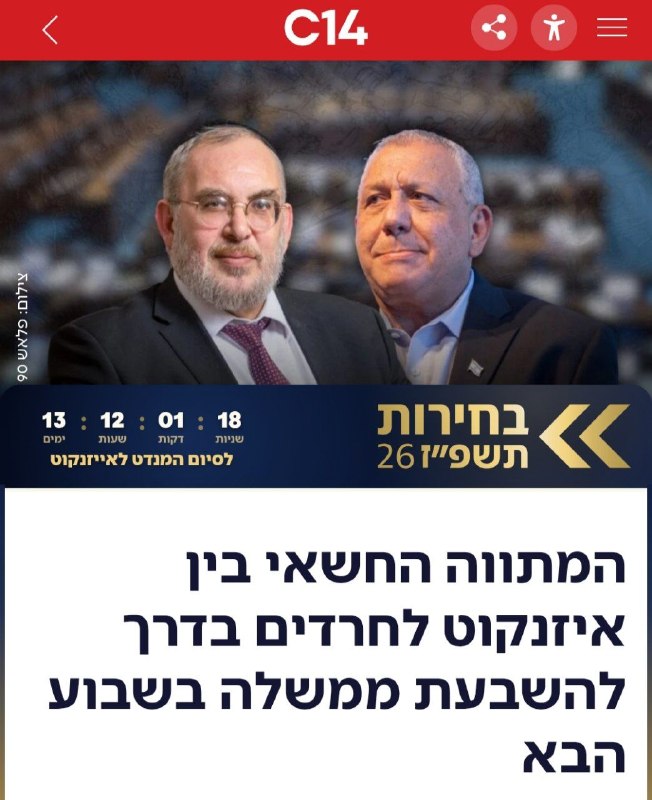 C14
צילום: פלאש 90
בחירות
תשפ״ז 26
13 : 12 : 01 : 18
ימים שעות דקות שניות
לסיום המנדט לאייזנקוט
המתווה החשאי בין
איזנקוט לחרדים בדרך
להשבעת ממשלה בשבוע
הבא